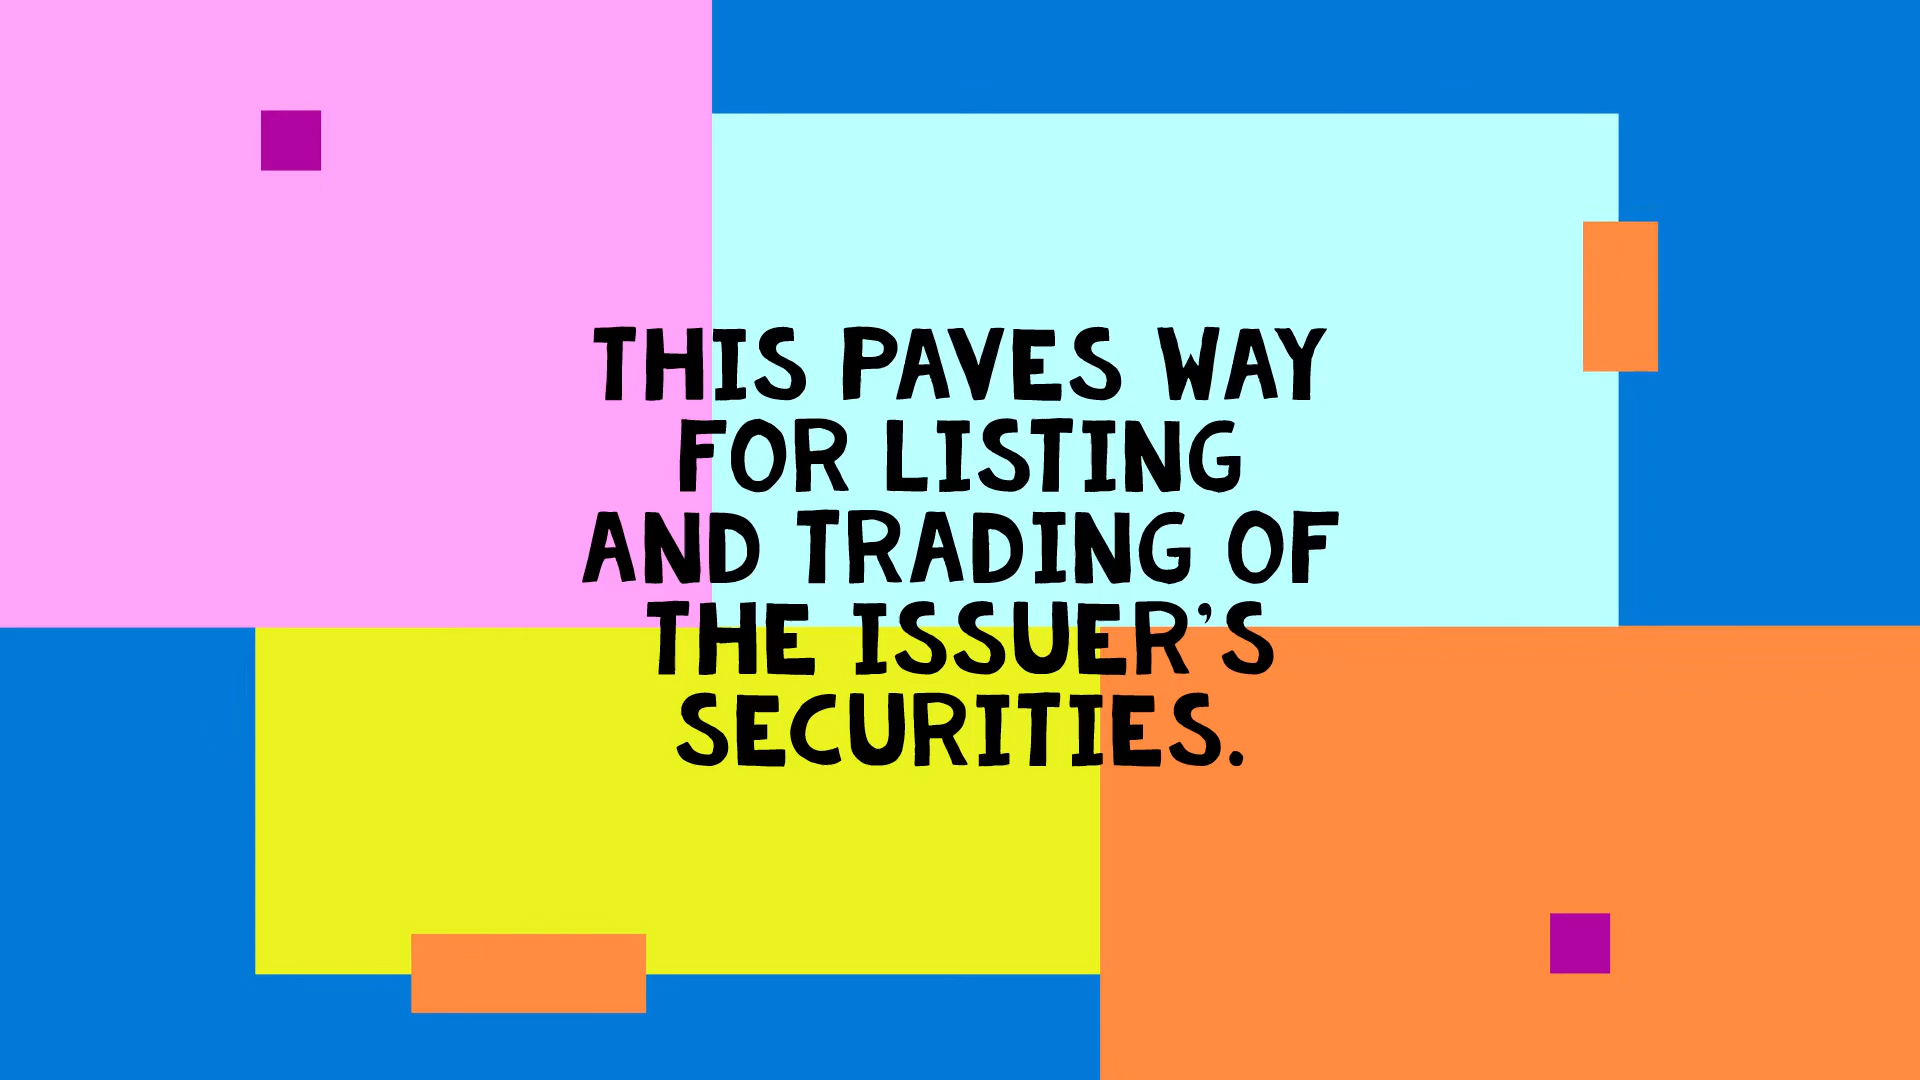 THIS PAVES WAY
FOR LISTING
AND TRADING OF
THE ISSUER’S
SECURITIES.